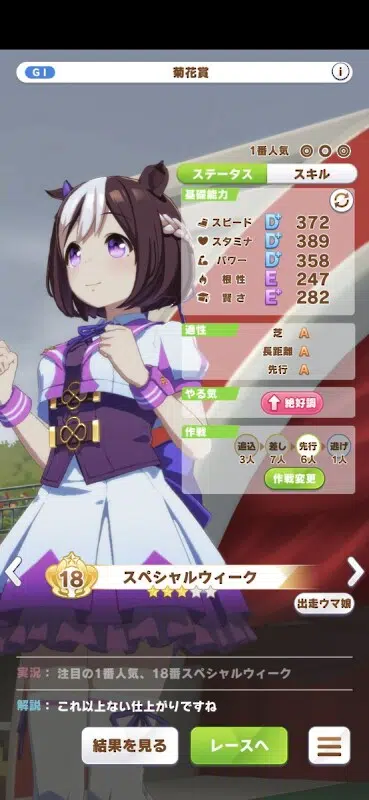 GI
菊花賞
i
1番人気
ステータス
スキル
基礎能力
スピード D+ 372
スタミナ D+ 389
パワー D+ 358
根性 E+ 247
賢さ E+ 282
適性
芝 A
長距離 A
先行 A
やる気
絶好調
作戦
追込 差し 先行 逃げ
3人 7人 6人 1人
作戦変更
18
スペシャルウィーク
出走ウマ娘
実況：注目の1番人気、18番スペシャルウィーク
解説：これ以上ない仕上がりですね
結果を見る
レースへ